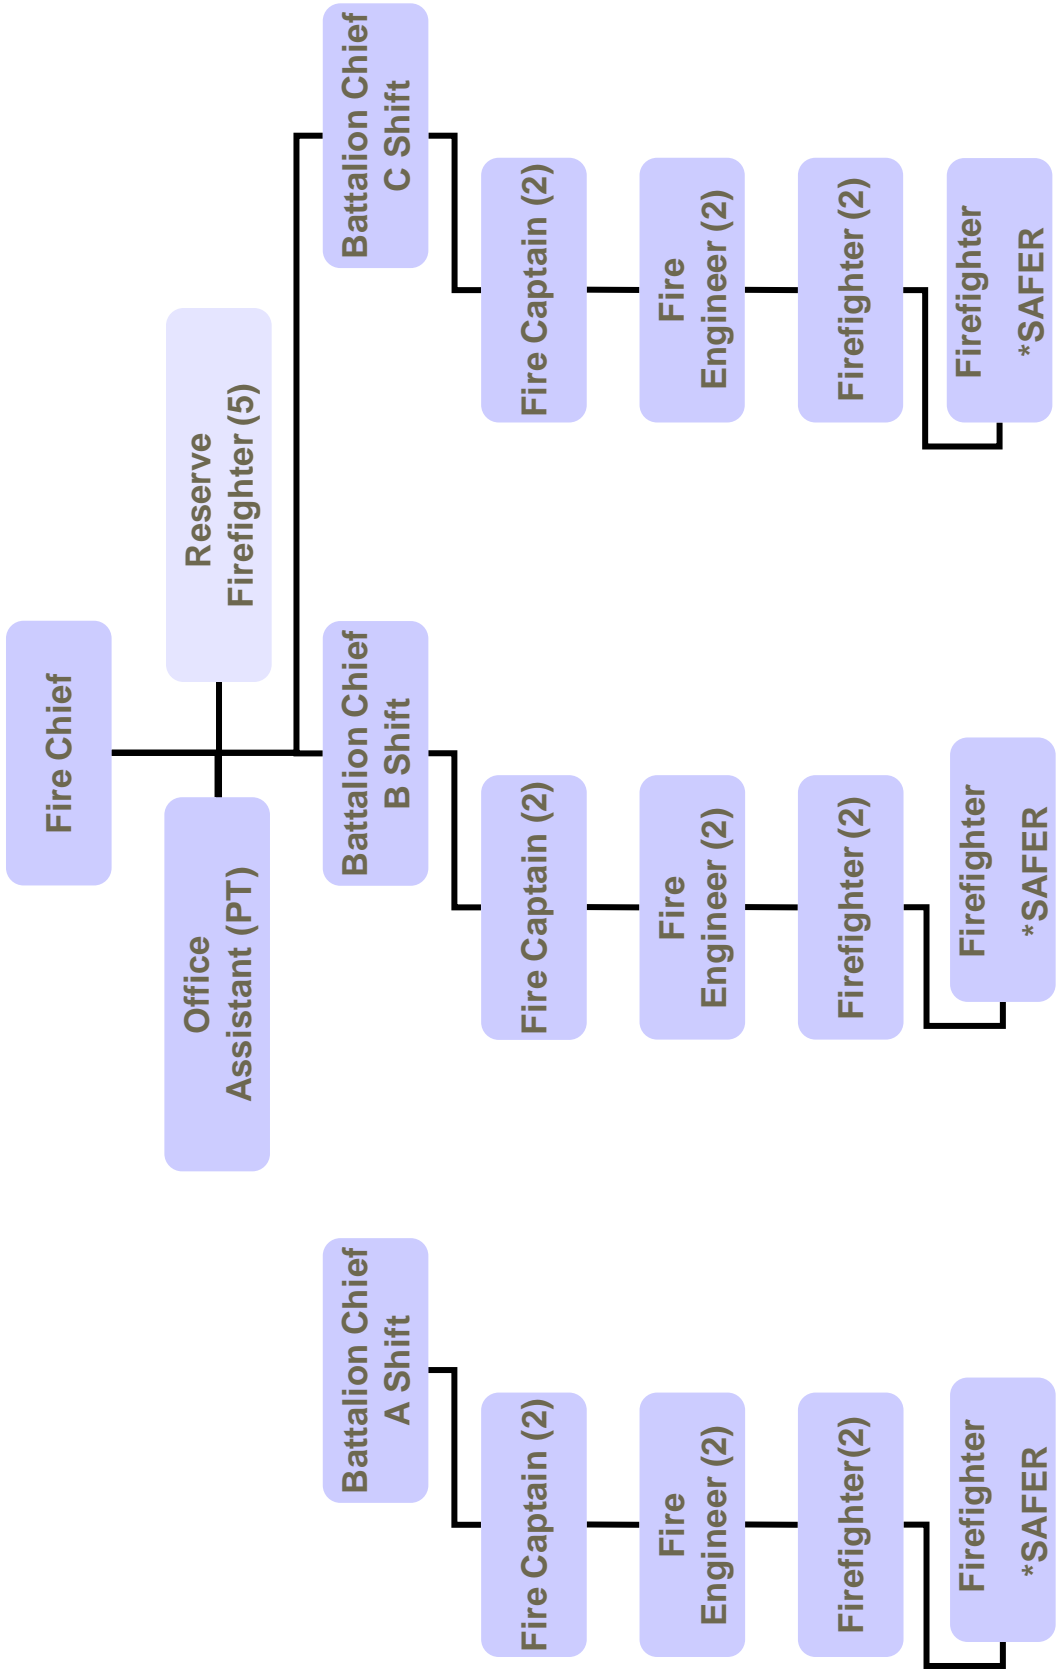 Fire Chief
Office
Assistant (PT)
Reserve
Firefighter (5)
Battalion Chief
A Shift
Battalion Chief
B Shift
Battalion Chief
C Shift
Fire Captain (2)
Fire Captain (2)
Fire Captain (2)
Fire
Engineer (2)
Fire
Engineer (2)
Fire
Engineer (2)
Firefighter(2)
Firefighter (2)
Firefighter (2)
Firefighter
*SAFER
Firefighter
*SAFER
Firefighter
*SAFER